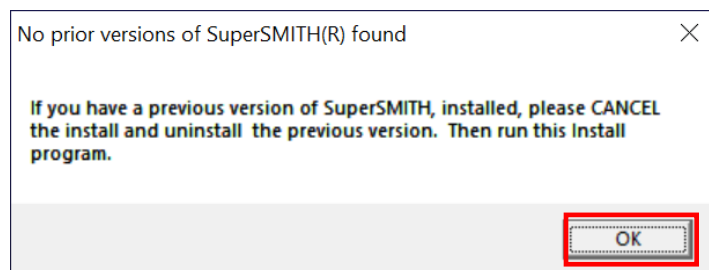 No prior versions of SuperSMITH(R) found
If you have a previous version of SuperSMITH, installed, please CANCEL
the install and uninstall the previous version. Then run this Install
program.
OK